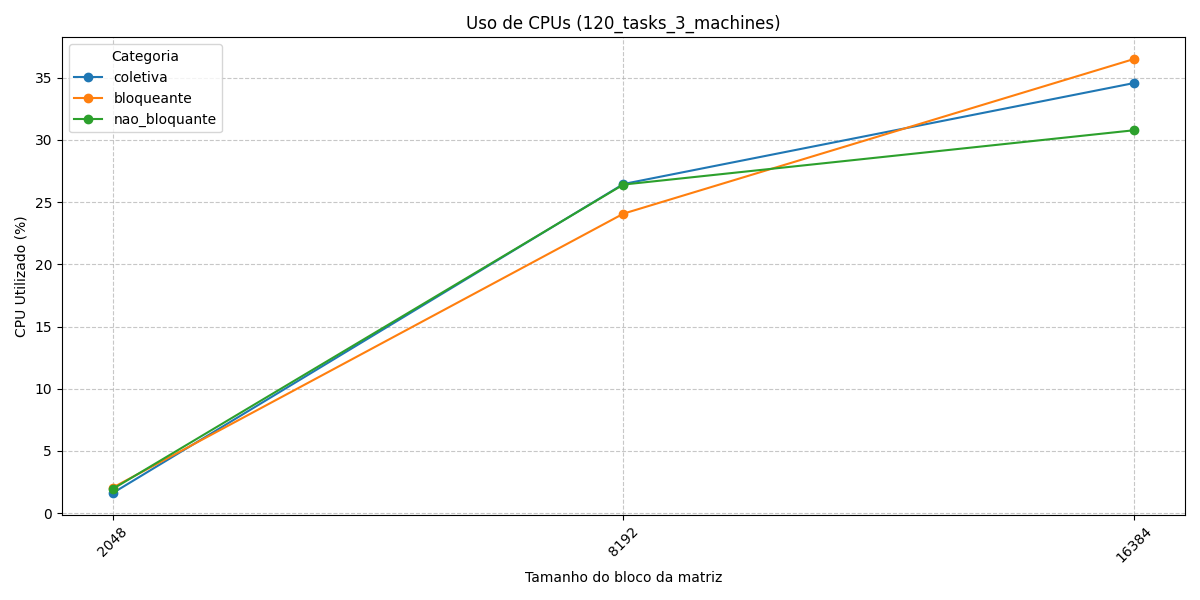 Uso de CPUs (120_tasks_3_machines)
Categoria
coletiva
bloqueante
nao_bloquante
CPU Utilizado (%)
35
30
25
20
15
10
5
0
2048
8192
16384
Tamanho do bloco da matriz